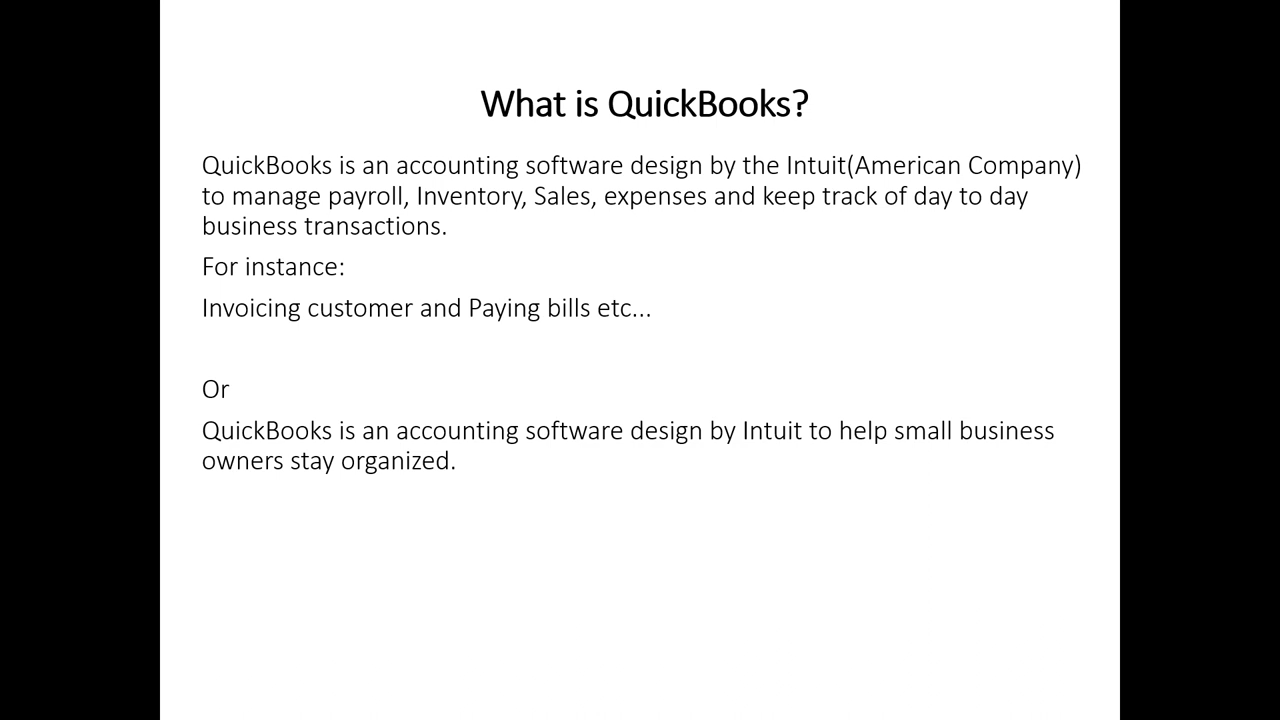 What is QuickBooks?
QuickBooks is an accounting software design by the Intuit(American Company)
to manage payroll, Inventory, Sales, expenses and keep track of day to day
business transactions.
For instance:
Invoicing customer and Paying bills etc...
Or
QuickBooks is an accounting software design by Intuit to help small business
owners stay organized.